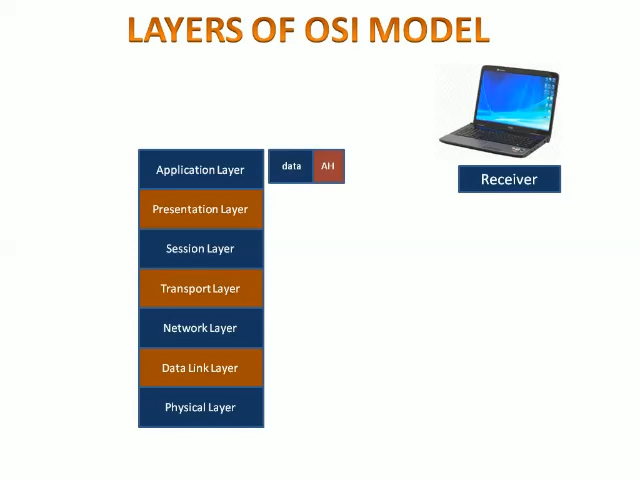 LAYERS OF OSI MODEL
Application Layer
data
AH
Receiver
Presentation Layer
Session Layer
Transport Layer
Network Layer
Data Link Layer
Physical Layer